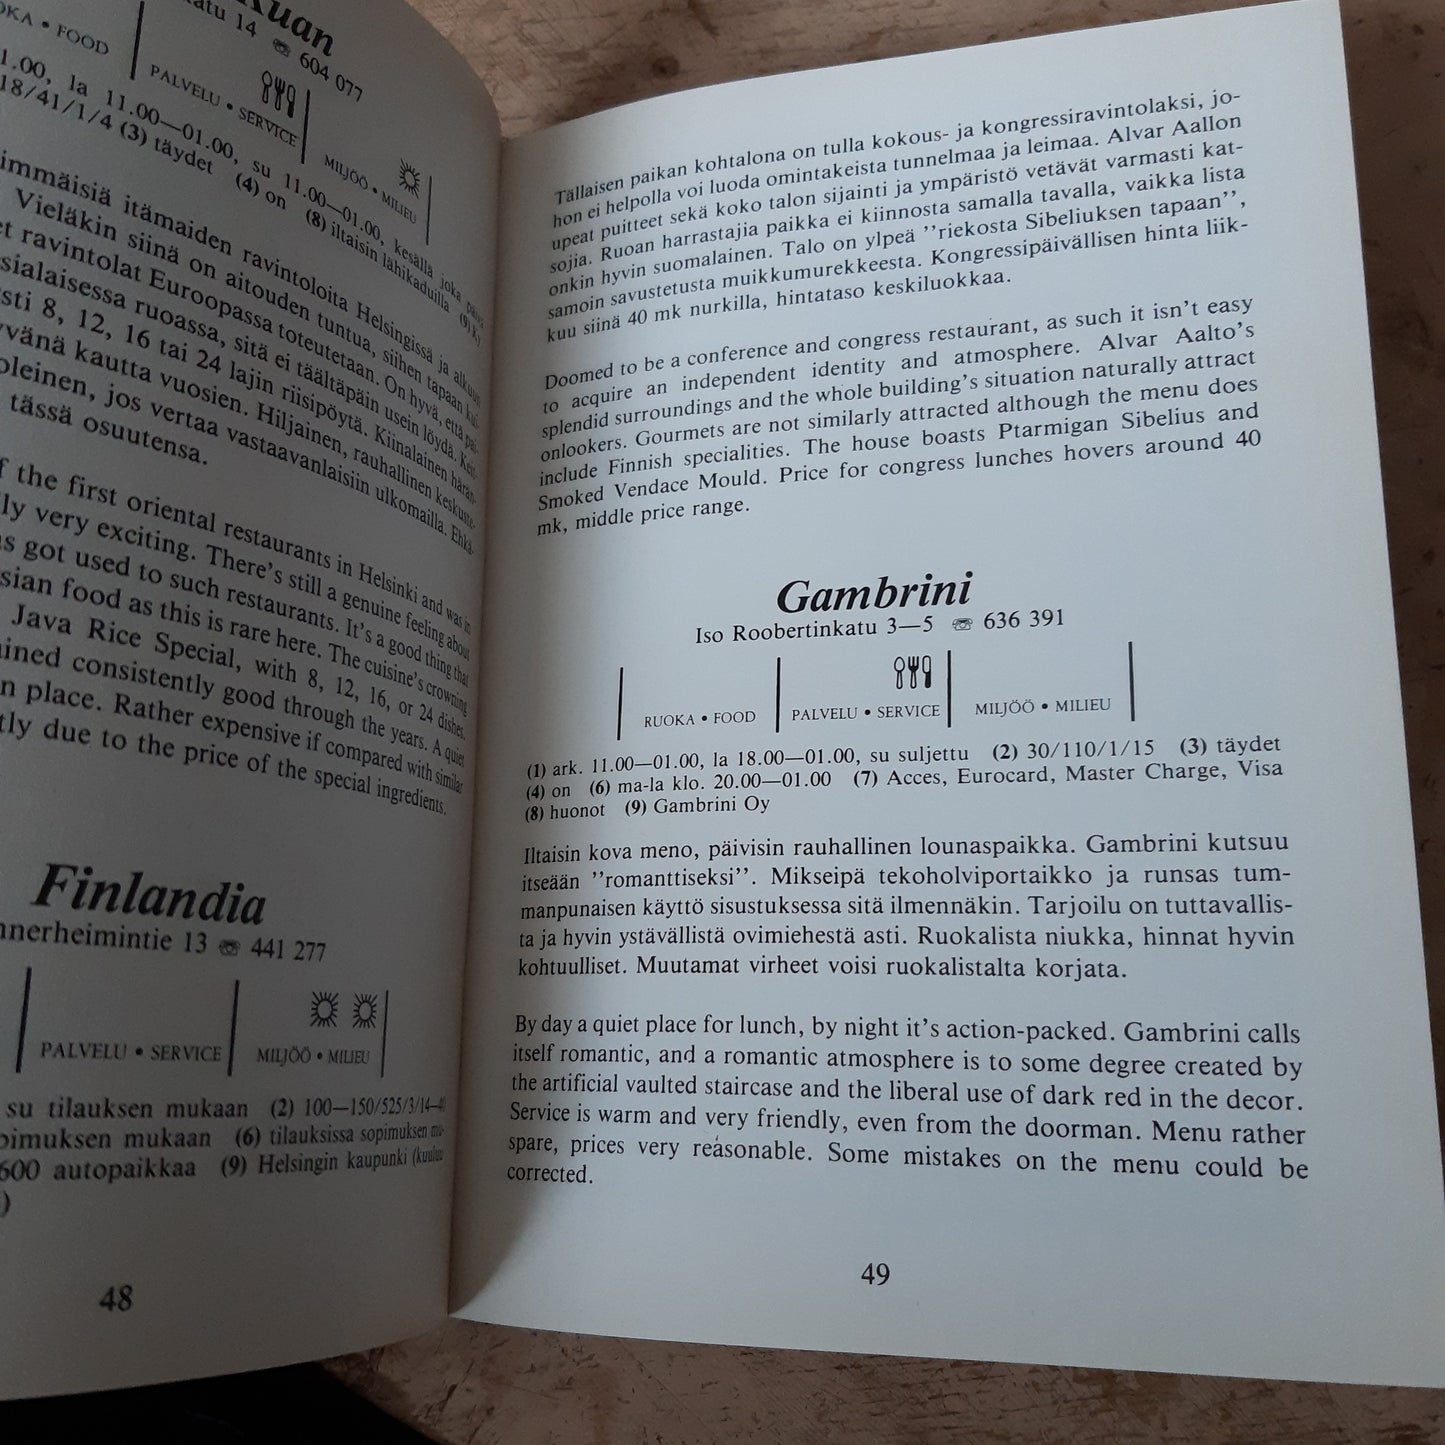 Kuan
katu 14 ☏ 604 077
OKA • FOOD
PALVELU • SERVICE
MILJÖÖ • MILIEU
1.00, la 11.00—01.00, su 11.00—01.00, kesällä joka päivä
18/41/1/4 (3) täydet (4) on (8) iltaisin lähikaduilla (9) Ky
immäisiä itämaiden ravintoloita Helsingissä ja alkuun
Vieläkin siinä on aitouden tuntua, siihen tapaan kui-
et ravintolat Euroopassa toteutetaan. On hyvä, että pai-
sialaisessa ruoassa, sitä ei täältäpäin usein löydä. Keit-
sti 8, 12, 16 tai 24 lajin riisipöytä. Kiinalainen häran-
yvänä kautta vuosien. Hiljainen, rauhallinen keskuste-
oleinen, jos vertaa vastaavanlaisiin ulkomailla. Ehkä-
tässä osuutensa.
f the first oriental restaurants in Helsinki and was in
lly very exciting. There's still a genuine feeling about
as got used to such restaurants. It's a good thing that
sian food as this is rare here. The cuisine's crowning
Java Rice Special, with 8, 12, 16, or 24 dishes.
ined consistently good through the years. A quiet
n place. Rather expensive if compared with similar
tly due to the price of the special ingredients.
Finlandia
nnerheimintie 13 ☏ 441 277
PALVELU • SERVICE
MILJÖÖ • MILIEU
su tilauksen mukaan (2) 100—150/525/3/14—40
opimuksen mukaan (6) tilauksissa sopimuksen mu-
600 autopaikkaa (9) Helsingin kaupunki (kuuluu
)
48
Tällaisen paikan kohtalona on tulla kokous- ja kongressiravintolaksi, jo-
hon ei helpolla voi luoda omintakeista tunnelmaa ja leimaa. Alvar Aallon
upeat puitteet sekä koko talon sijainti ja ympäristö vetävät varmasti kat-
sojia. Ruoan harrastajia paikka ei kiinnosta samalla tavalla, vaikka lista
onkin hyvin suomalainen. Talo on ylpeä ''riekosta Sibeliuksen tapaan'',
samoin savustetusta muikkumurekkeesta. Kongressipäivällisen hinta liik-
kuu siinä 40 mk nurkilla, hintataso keskiluokkaa.
Doomed to be a conference and congress restaurant, as such it isn't easy
to acquire an independent identity and atmosphere. Alvar Aalto's
splendid surroundings and the whole building's situation naturally attract
onlookers. Gourmets are not similarly attracted although the menu does
include Finnish specialities. The house boasts Ptarmigan Sibelius and
Smoked Vendace Mould. Price for congress lunches hovers around 40
mk, middle price range.
Gambrini
Iso Roobertinkatu 3—5 ☏ 636 391
RUOKA • FOOD
PALVELU • SERVICE
MILJÖÖ • MILIEU
(1) ark. 11.00—01.00, la 18.00—01.00, su suljettu (2) 30/110/1/15 (3) täydet
(4) on (6) ma-la klo. 20.00—01.00 (7) Acces, Eurocard, Master Charge, Visa
(8) huonot (9) Gambrini Oy
Iltaisin kova meno, päivisin rauhallinen lounaspaikka. Gambrini kutsuu
itseään ''romanttiseksi''. Mikseipä tekoholviportaikko ja runsas tum-
manpunaisen käyttö sisustuksessa sitä ilmennäkin. Tarjoilu on tuttavallis-
ta ja hyvin ystävällistä ovimiehestä asti. Ruokalista niukka, hinnat hyvin
kohtuulliset. Muutamat virheet voisi ruokalistalta korjata.
By day a quiet place for lunch, by night it's action-packed. Gambrini calls
itself romantic, and a romantic atmosphere is to some degree created by
the artificial vaulted staircase and the liberal use of dark red in the decor.
Service is warm and very friendly, even from the doorman. Menu rather
spare, prices very reasonable. Some mistakes on the menu could be
corrected.
49